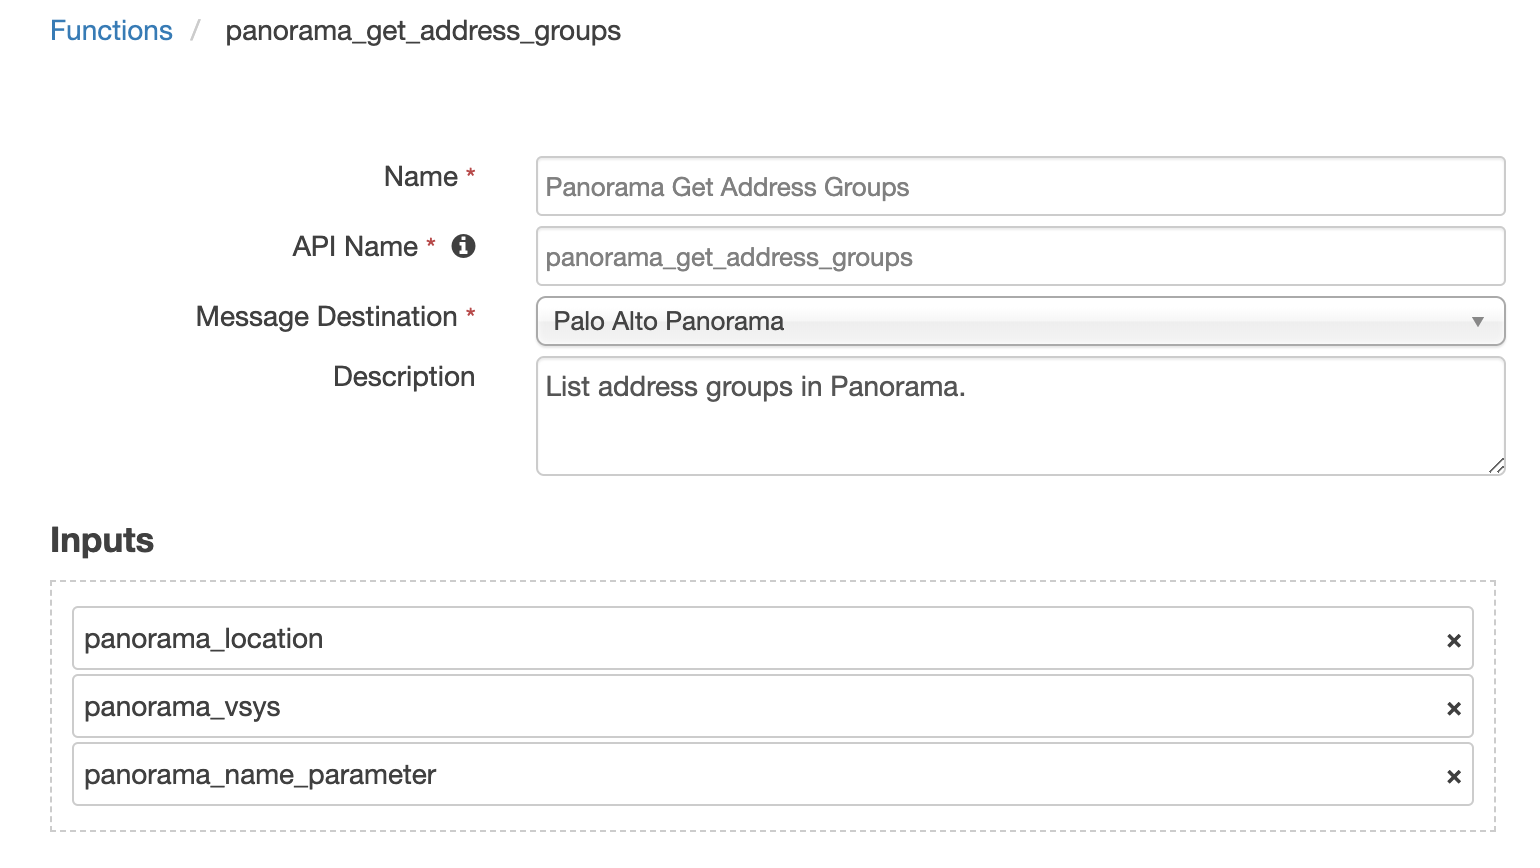 Functions / panorama_get_address_groups
Name *
Panorama Get Address Groups
API Name *
panorama_get_address_groups
Message Destination *
Palo Alto Panorama
Description
List address groups in Panorama.
Inputs
panorama_location
panorama_vsys
panorama_name_parameter